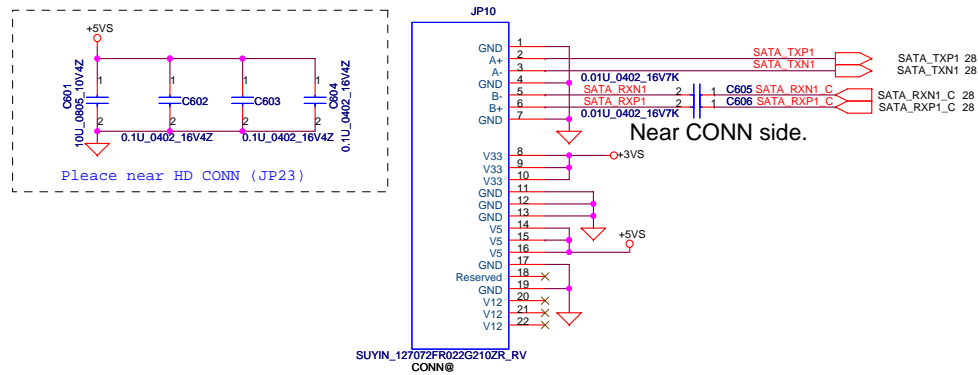 +5VS
1
1
1
1
C601
10U_0805_10V4Z
C602
C603
C604
0.1U_0402_16V4Z
2
2
2
2
0.1U_0402_16V4Z
0.1U_0402_16V4Z
Pleace near HD CONN (JP23)
JP10
GND 1
A+ 2 SATA_TXP1 SATA_TXP1 28
A- 3 SATA_TXN1 SATA_TXN1 28
GND 4 0.01U_0402_16V7K
B- 5 SATA_RXN1 2 1 C605 SATA_RXN1_C SATA_RXN1_C 28
B+ 6 SATA_RXP1 2 1 C606 SATA_RXP1_C SATA_RXP1_C 28
GND 7 0.01U_0402_16V7K
Near CONN side.
V33 8 +3VS
V33 9
V33 10
GND 11
GND 12
GND 13
V5 14
V5 15
V5 16 +5VS
GND 17
Reserved 18
GND 19
V12 20
V12 21
V12 22
SUYIN_127072FR022G210ZR_RV
CONN@